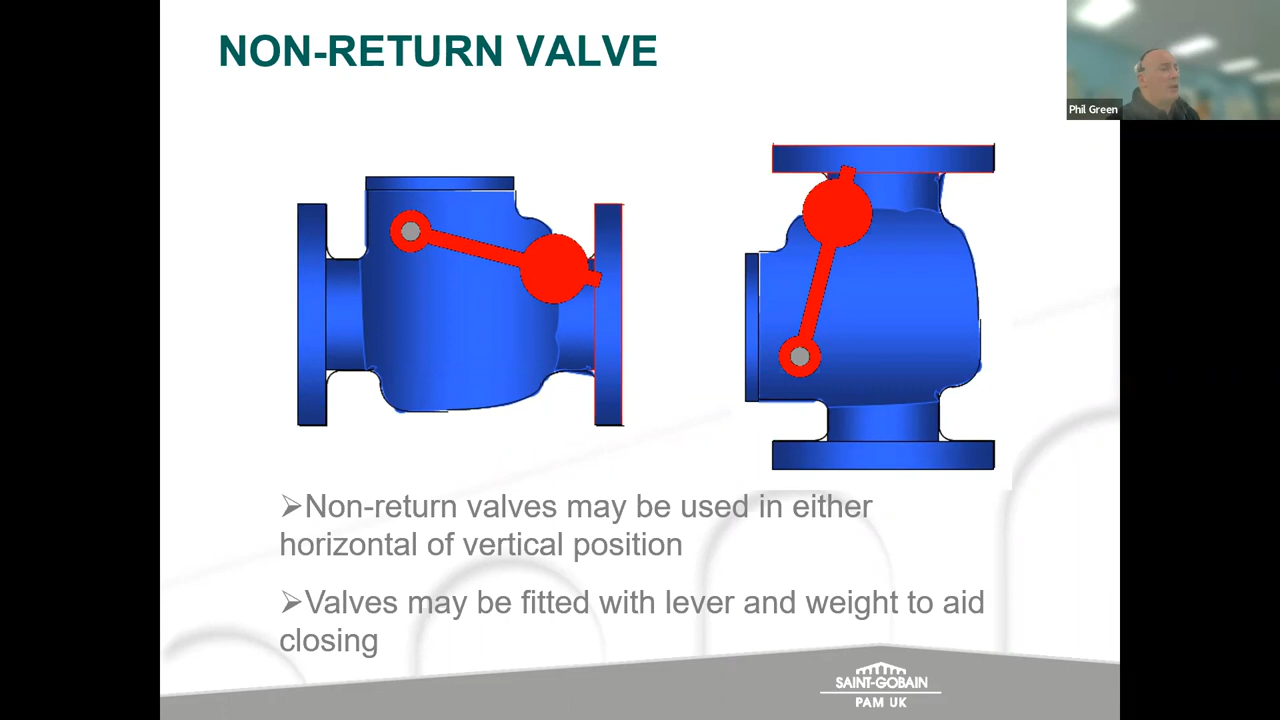 NON-RETURN VALVE
Phil Green
➢Non-return valves may be used in either
horizontal of vertical position
➢Valves may be fitted with lever and weight to aid
closing
SAINT-GOBAIN
PAM UK